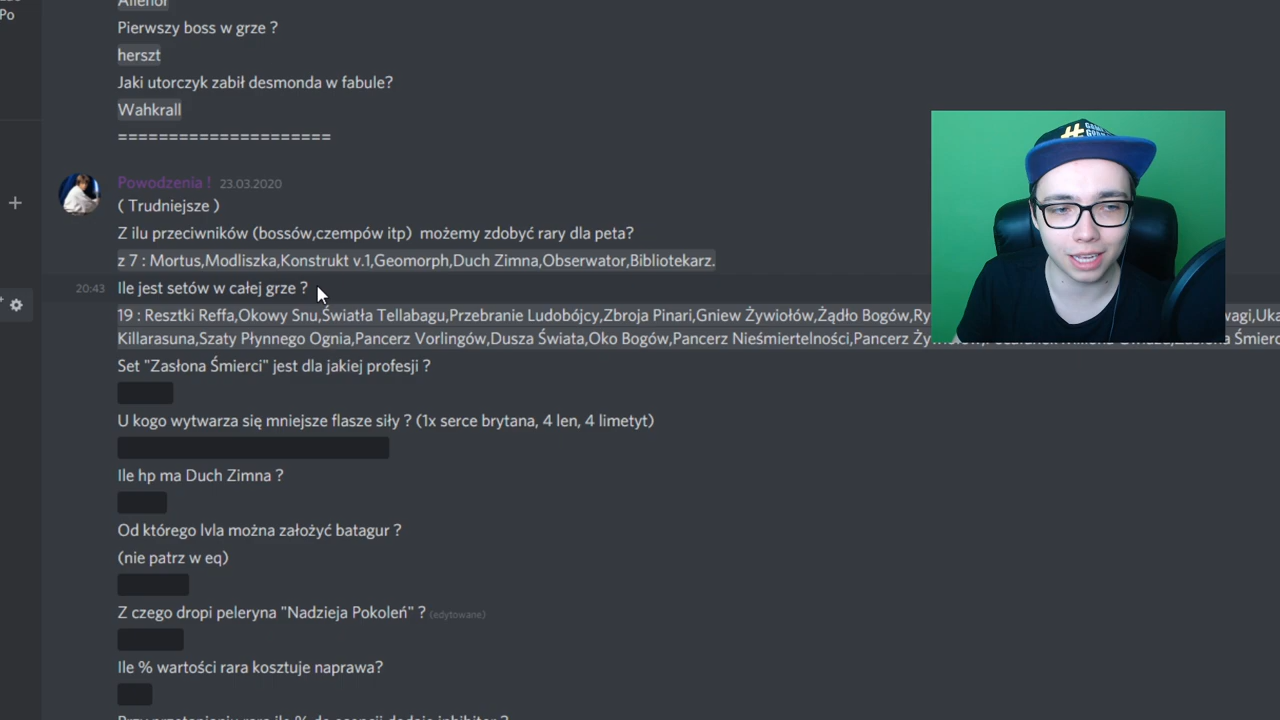 Po
Pierwszy boss w grze ?
herszt
Jaki utorczyk zabił desmonda w fabule?
Wahkrall
=====================
Powodzenia ! 23.03.2020
( Trudniejsze )
Z ilu przeciwników (bossów,czempów itp) możemy zdobyć rary dla peta?
z 7 : Mortus,Modliszka,Konstrukt v.1,Geomorph,Duch Zimna,Obserwator,Bibliotekarz.
20:43 Ile jest setów w całej grze ?
19 : Resztki Reffa,Okowy Snu,Światła Tellabagu,Przebranie Ludobójcy,Zbroja Pinari,Gniew Żywiołów,Żądło Bogów,
Killarasuna,Szaty Płynnego Ognia,Pancerz Vorlingów,Dusza Świata,Oko Bogów,Pancerz Nieśmiertelności,Pancerz
Set "Zasłona Śmierci" jest dla jakiej profesji ?
U kogo wytwarza się mniejsze flasze siły ? (1x serce brytana, 4 len, 4 limetyt)
Ile hp ma Duch Zimna ?
Od którego lvla można założyć batagur ?
(nie patrz w eq)
Z czego dropi peleryna "Nadzieja Pokoleń" ? (edytowane)
Ile % wartości rara kosztuje naprawa?